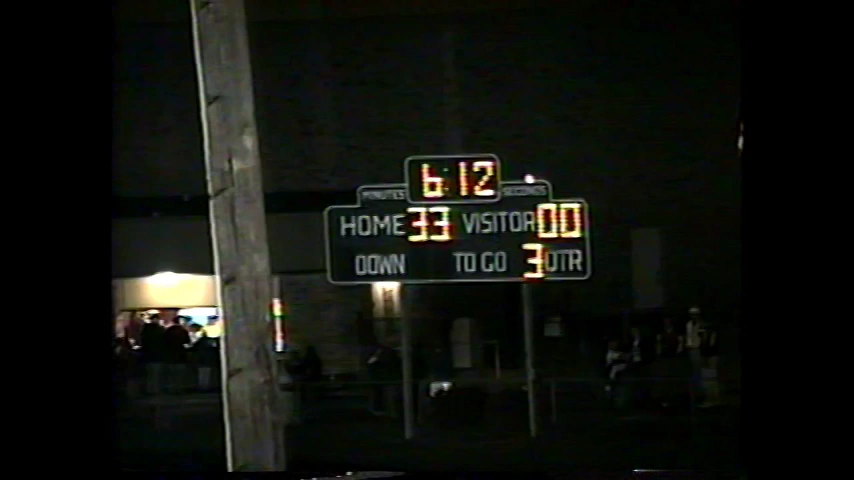 6:12
MINUTES SECONDS
HOME 33 VISITOR 00
DOWN TO GO 3 QTR